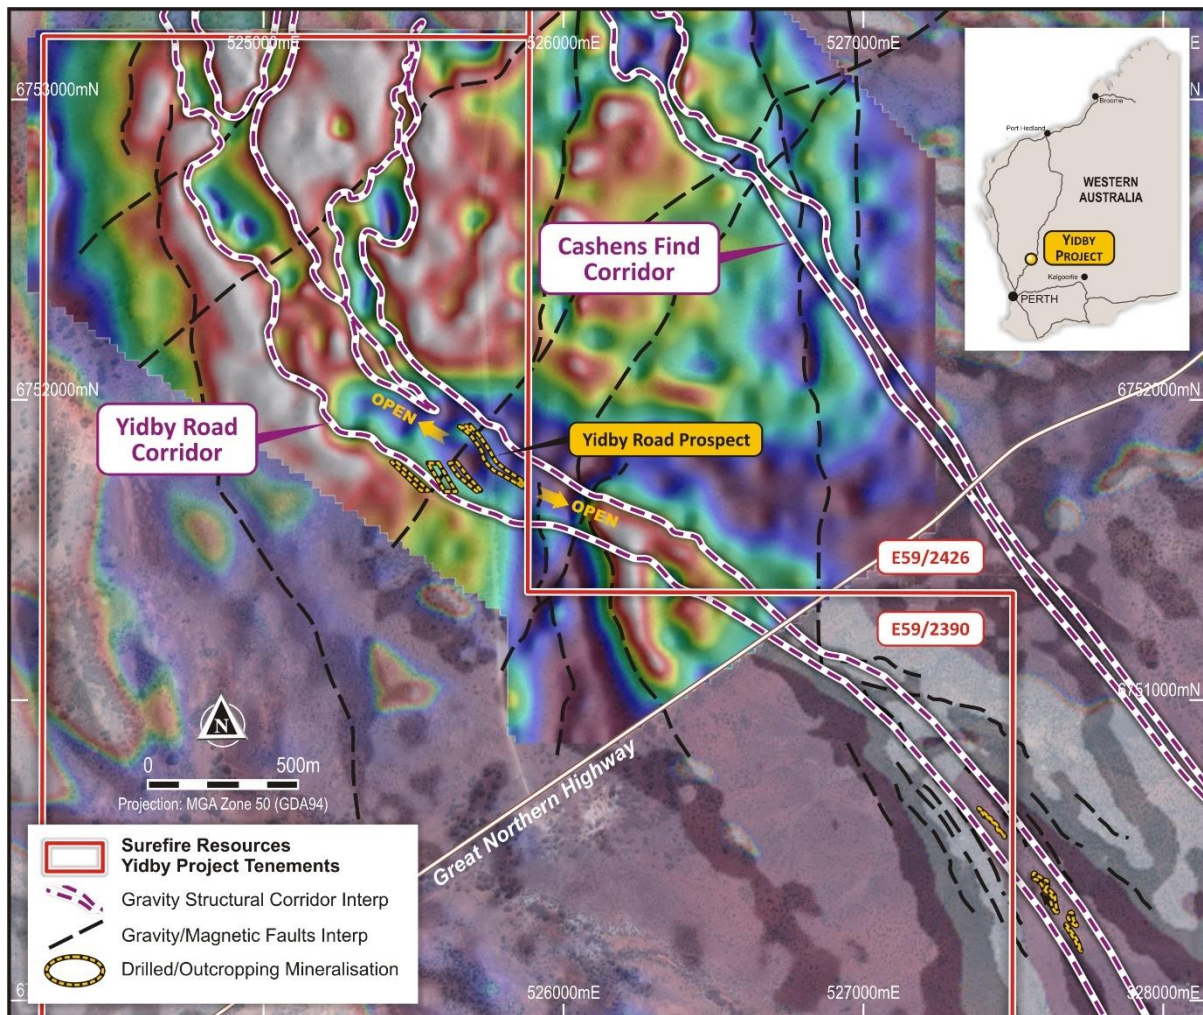 525000mE
526000mE
527000mE
E
6753000mN
N
Broome
Port Hedland
WESTERN
AUSTRALIA
YIDBY
PROJECT
Kalgoorlie
PERTH
Cashens Find
Corridor
6752000mN
6752000mN
Yidby Road
Corridor
OPEN
Yidby Road Prospect
OPEN
E59/2426
E59/2390
6751000mN
N
0 500m
Projection: MGA Zone 50 (GDA94)
Great Northern Highway
Surefire Resources
Yidby Project Tenements
Gravity Structural Corridor Interp
Gravity/Magnetic Faults Interp
Drilled/Outcropping Mineralisation
526000mE
527000mE
528000mE